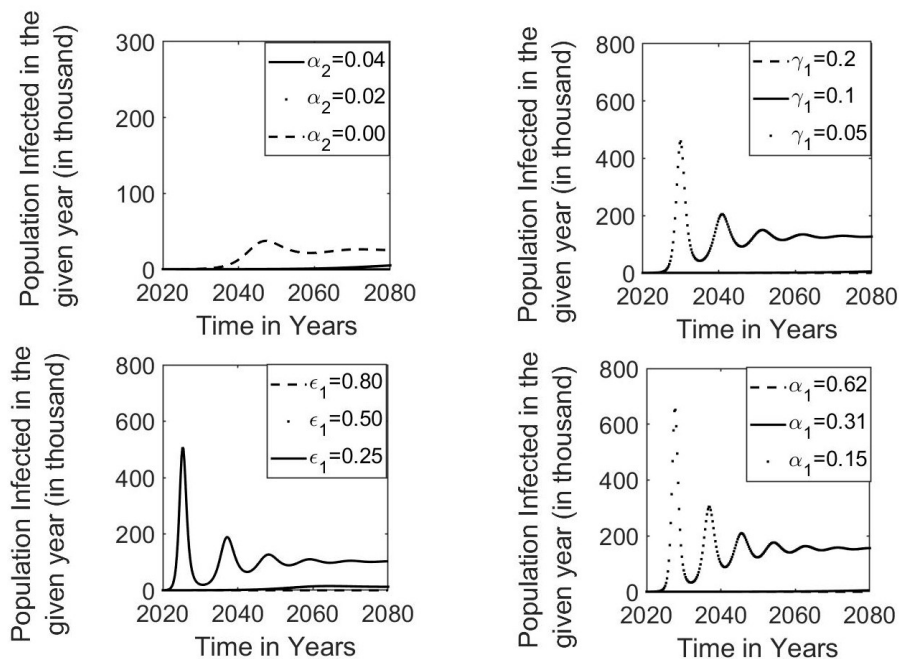 Population Infected in the
given year (in thousand)
300
200
100
0
2020 2040 2060 2080
Time in Years
α2=0.04
α2=0.02
α2=0.00
Population Infected in the
given year (in thousand)
800
600
400
200
0
2020 2040 2060 2080
Time in Years
γ1=0.2
γ1=0.1
γ1=0.05
Population Infected in the
given year (in thousand)
800
600
400
200
0
2020 2040 2060 2080
Time in Years
ϵ1=0.80
ϵ1=0.50
ϵ1=0.25
Population Infected in the
given year (in thousand)
800
600
400
200
0
2020 2040 2060 2080
Time in Years
α1=0.62
α1=0.31
α1=0.15